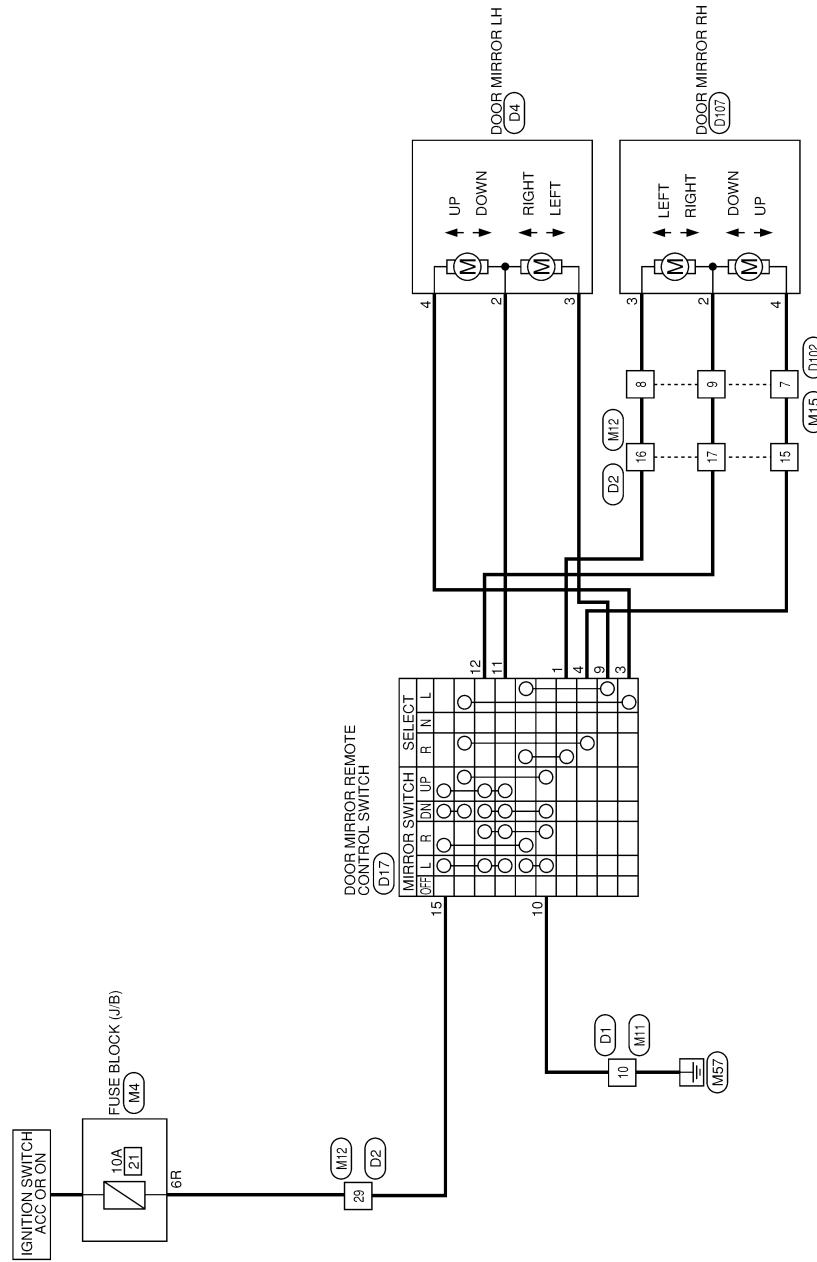 IGNITION SWITCH
ACC OR ON
FUSE BLOCK (J/B)
M4
10A
21
6R
M12
29
D2
DOOR MIRROR REMOTE
CONTROL SWITCH
D17
MIRROR SWITCH
SELECT
OFF
L
R
DN
UP
R
N
L
15
10
12
11
1
4
9
3
D1
10
M11
M57
DOOR MIRROR LH
D4
UP
DOWN
RIGHT
LEFT
M
M
4
2
3
DOOR MIRROR RH
D107
LEFT
RIGHT
DOWN
UP
M
M
3
2
4
8
9
7
D102
M15
M12
D2
16
17
15